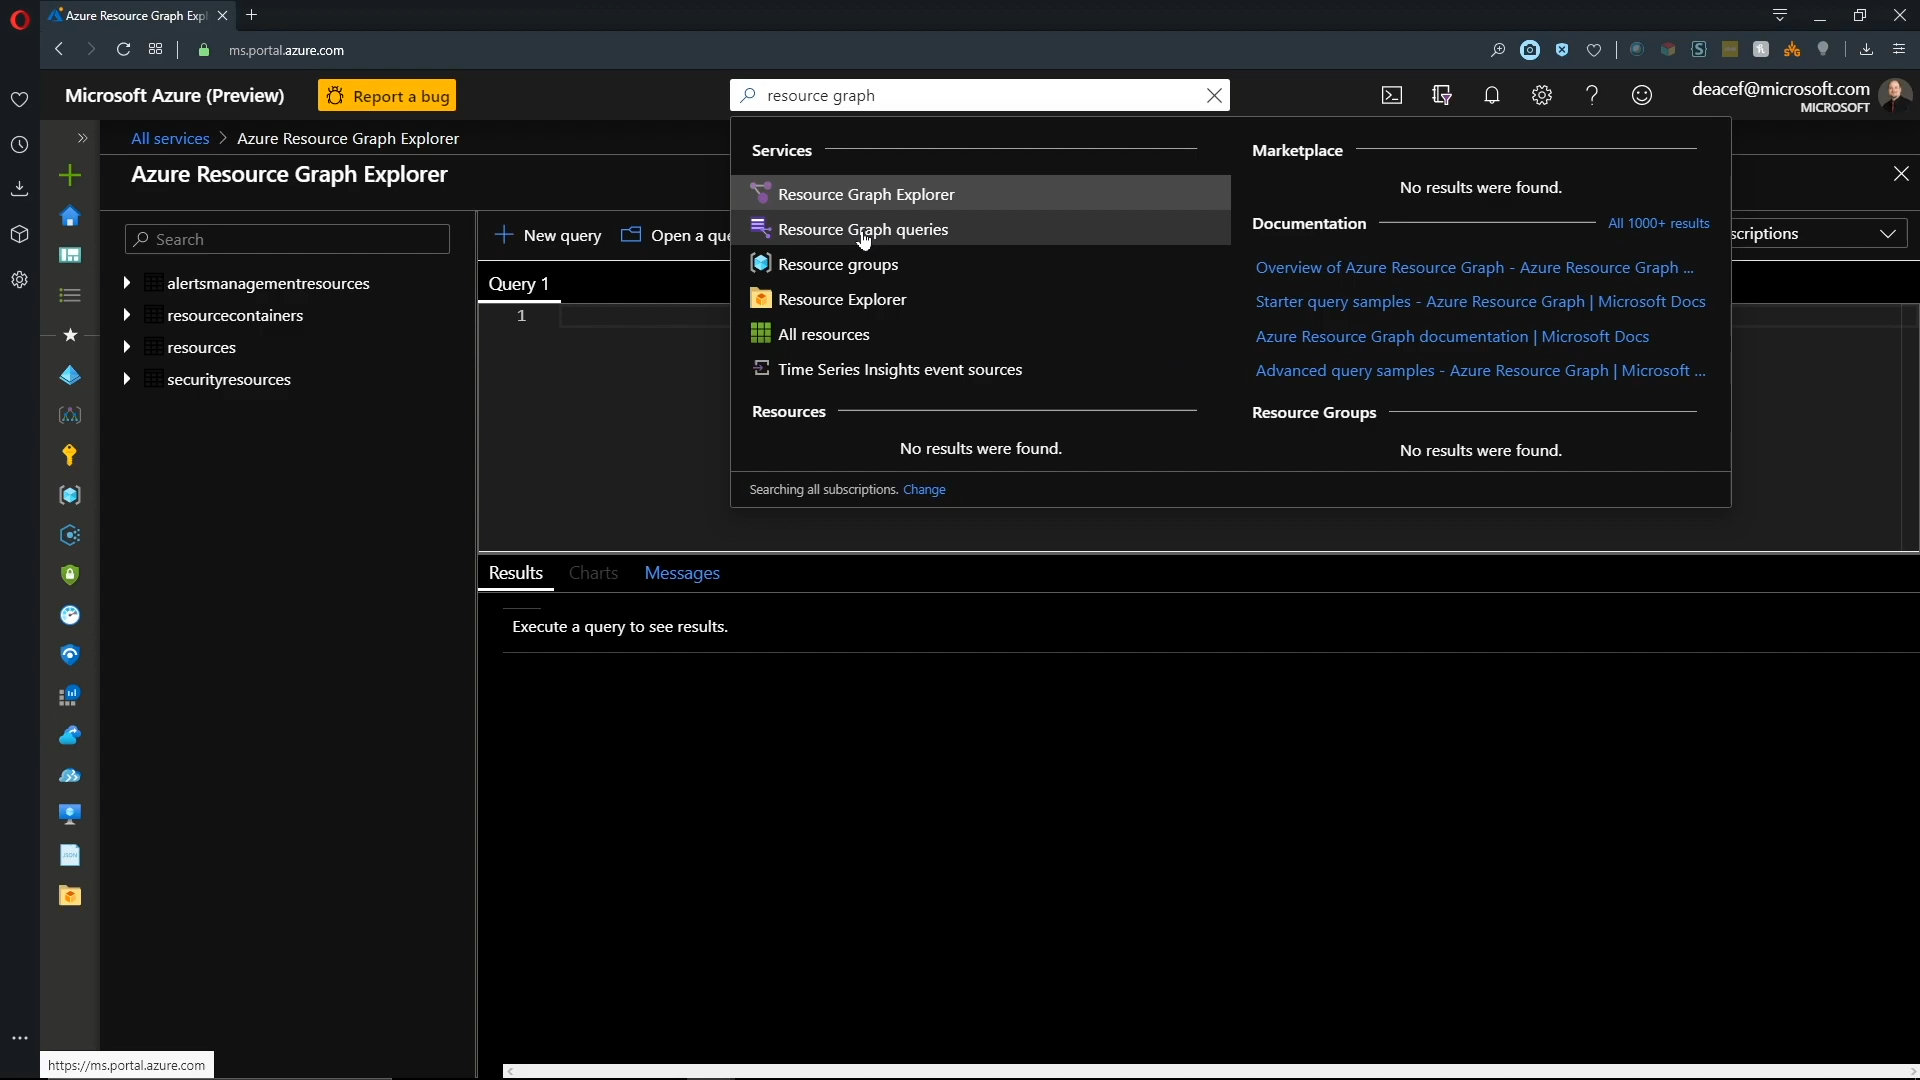 Azure Resource Graph Expl
ms.portal.azure.com
Microsoft Azure (Preview)
Report a bug
resource graph
deacef@microsoft.com
MICROSOFT
All services > Azure Resource Graph Explorer
Azure Resource Graph Explorer
Search
alertsmanagementresources
resourcecontainers
resources
securityresources
New query
Open a que
scriptions
Query 1
1
Services
Resource Graph Explorer
Resource Graph queries
Resource groups
Resource Explorer
All resources
Time Series Insights event sources
Resources
No results were found.
Marketplace
No results were found.
Documentation
All 1000+ results
Overview of Azure Resource Graph - Azure Resource Graph ...
Starter query samples - Azure Resource Graph | Microsoft Docs
Azure Resource Graph documentation | Microsoft Docs
Advanced query samples - Azure Resource Graph | Microsoft ...
Resource Groups
No results were found.
Searching all subscriptions. Change
Results
Charts
Messages
Execute a query to see results.
https://ms.portal.azure.com